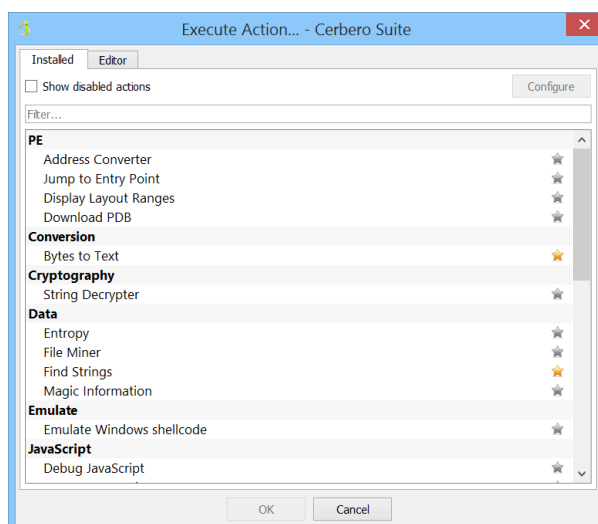 Execute Action... - Cerbero Suite
Installed Editor
Show disabled actions Configure
Filter...
PE
Address Converter
Jump to Entry Point
Display Layout Ranges
Download PDB
Conversion
Bytes to Text
Cryptography
String Decrypter
Data
Entropy
File Miner
Find Strings
Magic Information
Emulate
Emulate Windows shellcode
JavaScript
Debug JavaScript
OK Cancel